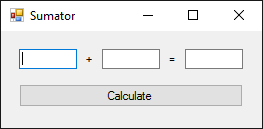 Sumator
+ =
Calculate